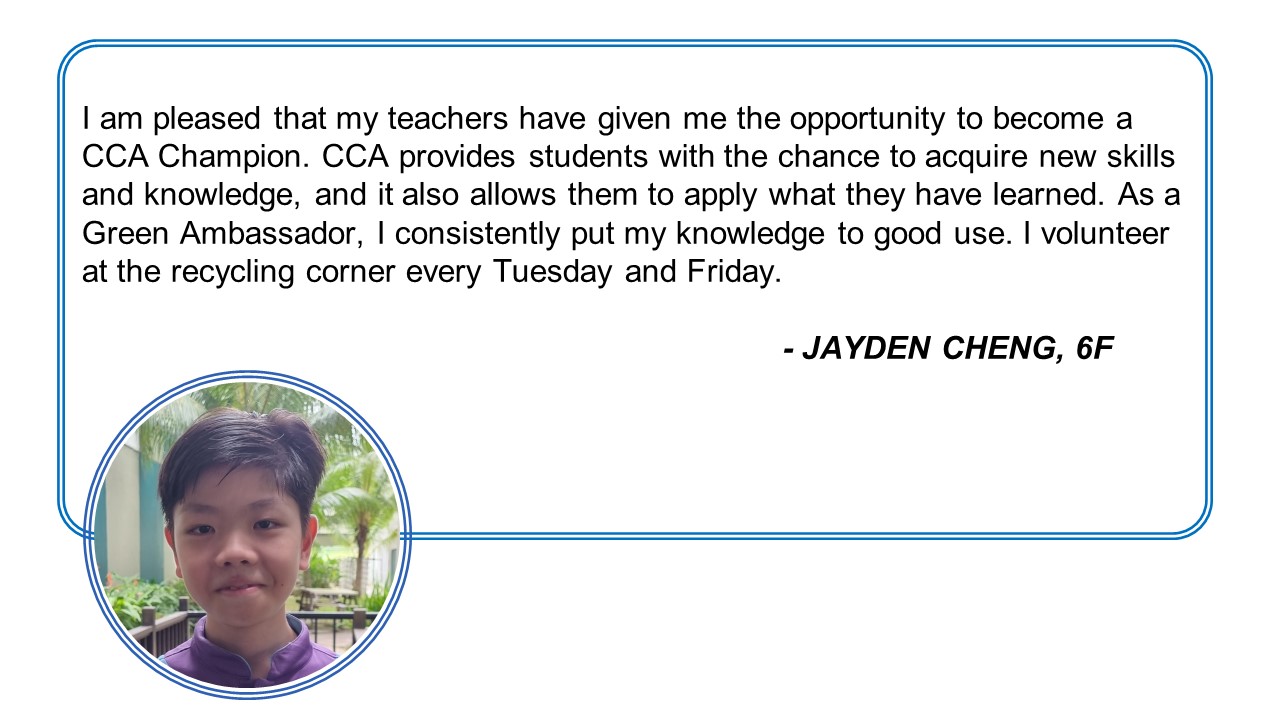 I am pleased that my teachers have given me the opportunity to become a
CCA Champion. CCA provides students with the chance to acquire new skills
and knowledge, and it also allows them to apply what they have learned. As a
Green Ambassador, I consistently put my knowledge to good use. I volunteer
at the recycling corner every Tuesday and Friday.
- JAYDEN CHENG, 6F